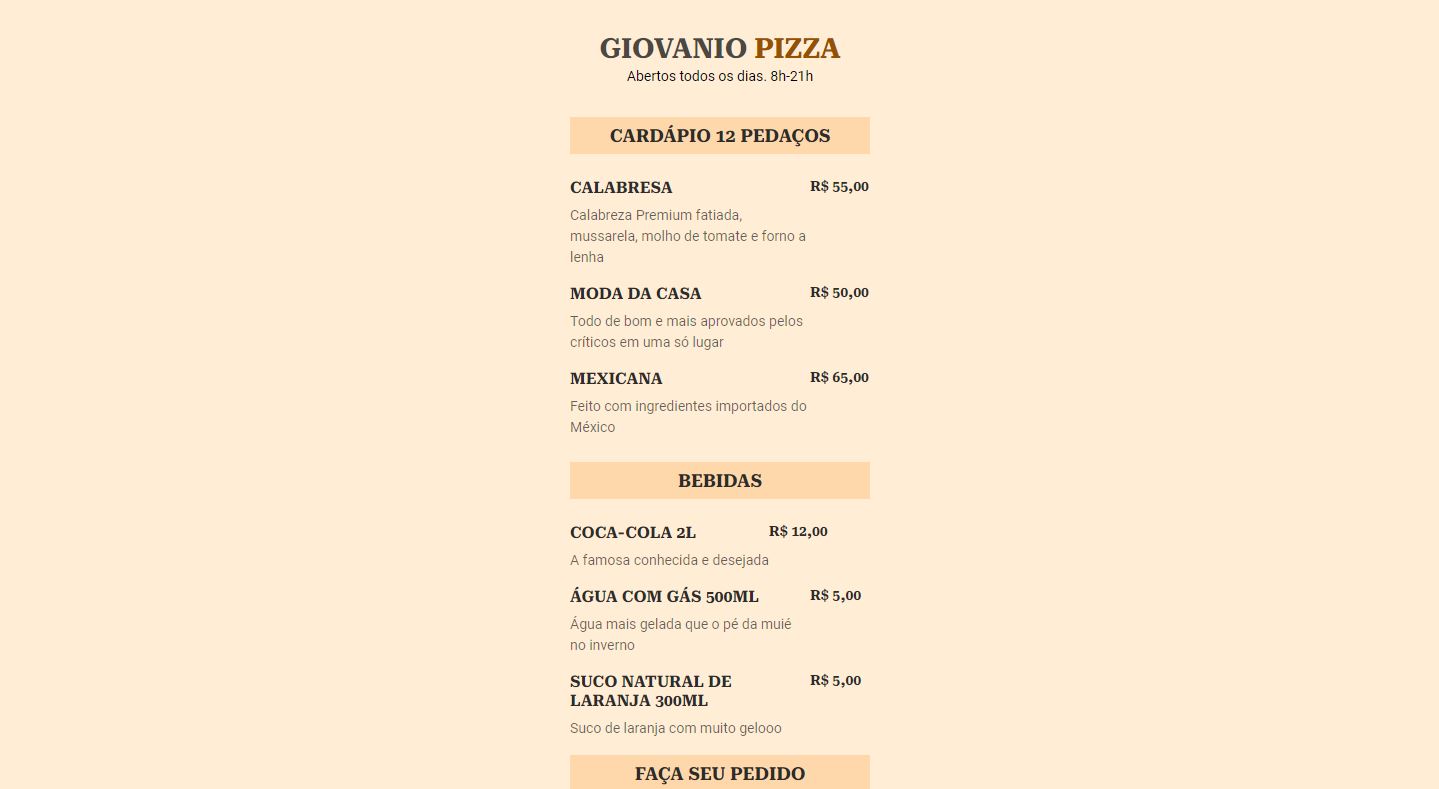 GIOVANIO PIZZA
Abertos todos os dias. 8h-21h
CARDÁPIO 12 PEDAÇOS
CALABRESA R$ 55,00
Calabreza Premium fatiada,
mussarela, molho de tomate e forno a
lenha
MODA DA CASA R$ 50,00
Todo de bom e mais aprovados pelos
críticos em uma só lugar
MEXICANA R$ 65,00
Feito com ingredientes importados do
México
BEBIDAS
COCA-COLA 2L R$ 12,00
A famosa conhecida e desejada
ÁGUA COM GÁS 500ML R$ 5,00
Água mais gelada que o pé da muié
no inverno
SUCO NATURAL DE R$ 5,00
LARANJA 300ML
Suco de laranja com muito gelooo
FAÇA SEU PEDIDO